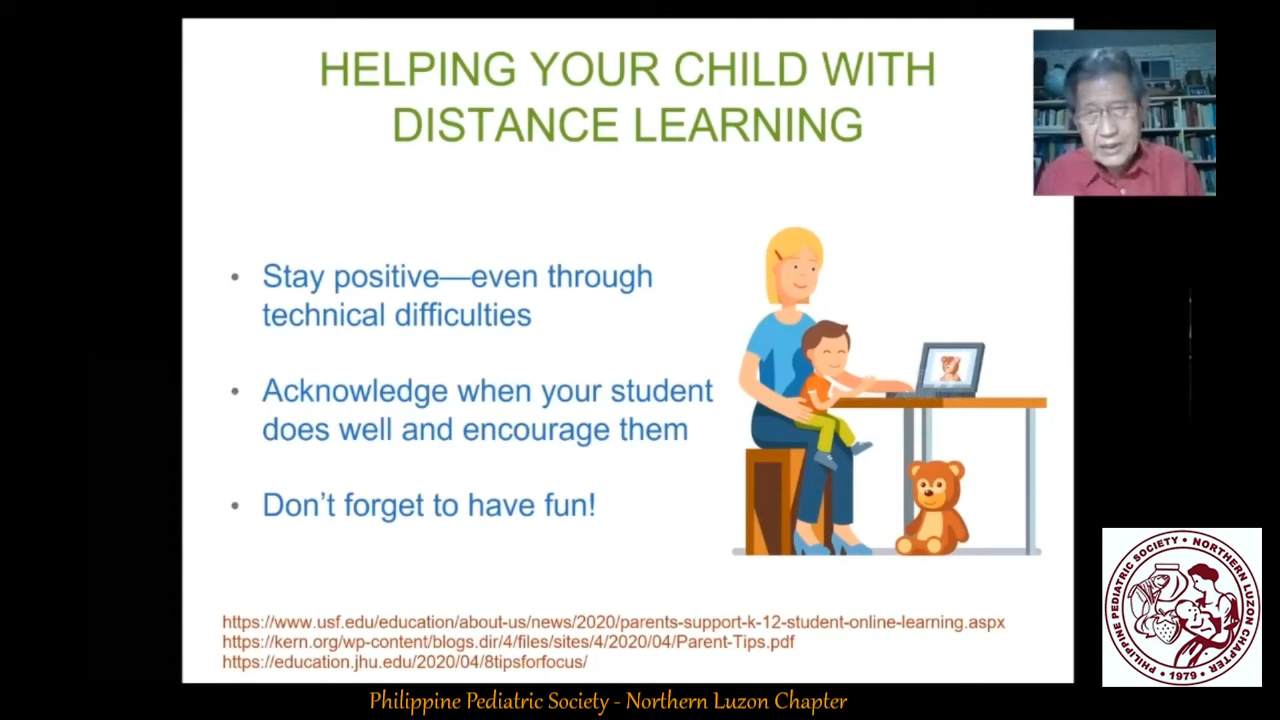 HELPING YOUR CHILD WITH
DISTANCE LEARNING
• Stay positive—even through
technical difficulties
• Acknowledge when your student
does well and encourage them
• Don't forget to have fun!
https://www.usf.edu/education/about-us/news/2020/parents-support-k-12-student-online-learning.aspx
https://kern.org/wp-content/blogs.dir/4/files/sites/4/2020/04/Parent-Tips.pdf
https://education.jhu.edu/2020/04/8tipsforfocus/
PHILIPPINE PEDIATRIC SOCIETY • NORTHERN LUZON CHAPTER
• 1979 •
Philippine Pediatric Society - Northern Luzon Chapter